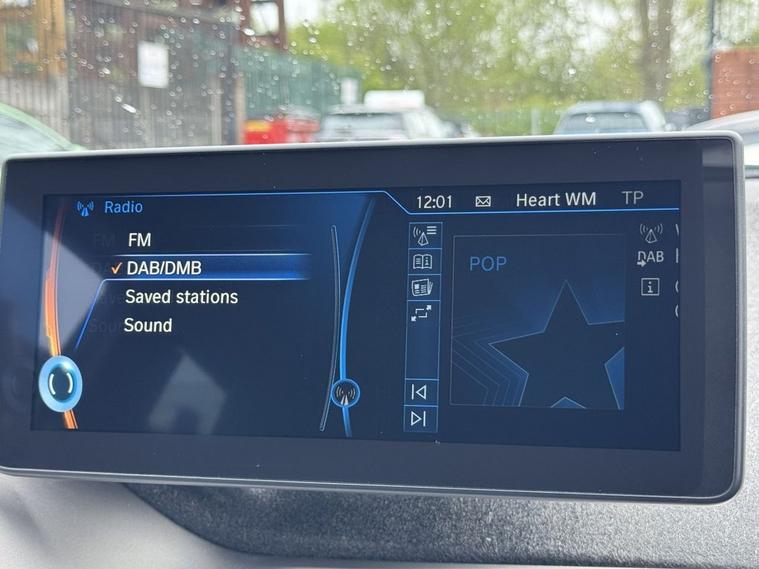 Radio
12:01 Heart WM TP
FM
DAB/DMB
Saved stations
Sound
POP
DAB
i